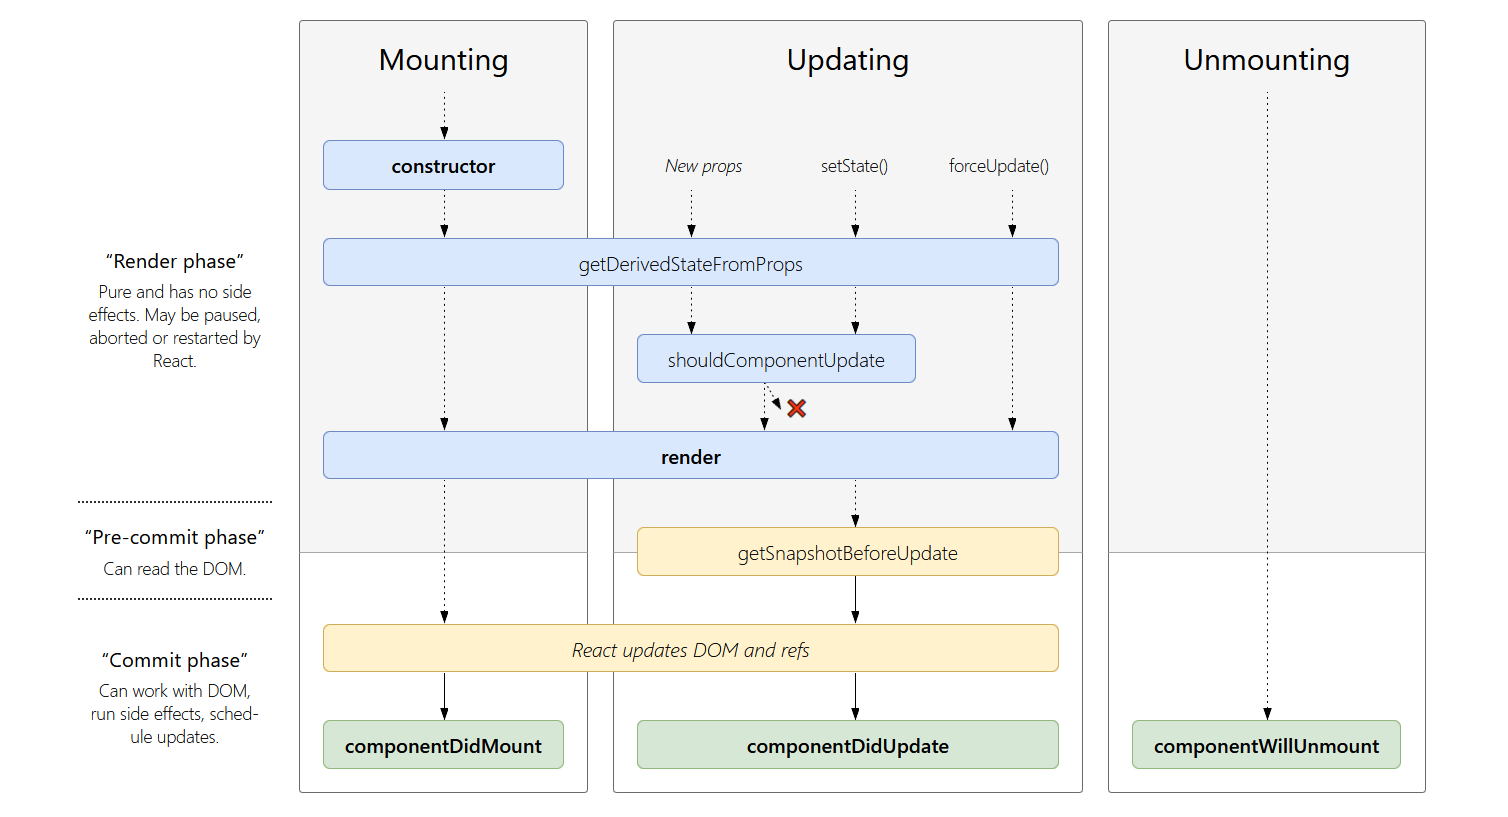 Mounting
Updating
Unmounting
constructor
New props
setState()
forceUpdate()
“Render phase”
Pure and has no side
effects. May be paused,
aborted or restarted by
React.
getDerivedStateFromProps
shouldComponentUpdate
render
“Pre-commit phase”
Can read the DOM.
getSnapshotBeforeUpdate
React updates DOM and refs
“Commit phase”
Can work with DOM,
run side effects, sched-
ule updates.
componentDidMount
componentDidUpdate
componentWillUnmount